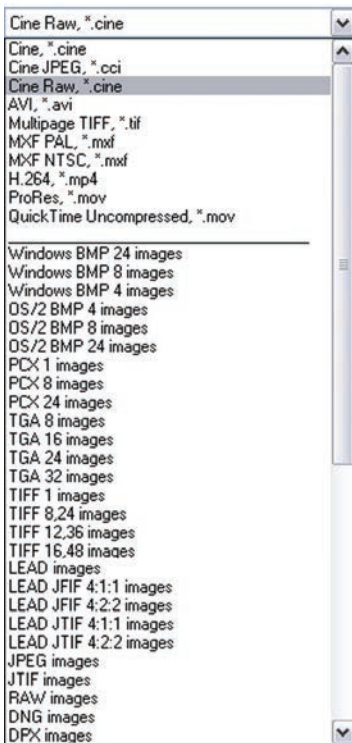 Cine Raw, *.cine
Cine, *.cine
Cine JPEG, *.cci
Cine Raw, *.cine
AVI, *.avi
Multipage TIFF, *.tif
MXF PAL, *.mxf
MXF NTSC, *.mxf
H.264, *.mp4
ProRes, *.mov
QuickTime Uncompressed, *.mov
Windows BMP 24 images
Windows BMP 8 images
Windows BMP 4 images
OS/2 BMP 4 images
OS/2 BMP 8 images
OS/2 BMP 24 images
PCX 1 images
PCX 8 images
PCX 24 images
TGA 8 images
TGA 16 images
TGA 24 images
TGA 32 images
TIFF 1 images
TIFF 8,24 images
TIFF 12,36 images
TIFF 16,48 images
LEAD images
LEAD JFIF 4:1:1 images
LEAD JFIF 4:2:2 images
LEAD JTIF 4:1:1 images
LEAD JTIF 4:2:2 images
JPEG images
JTIF images
RAW images
DNG images
DPX images